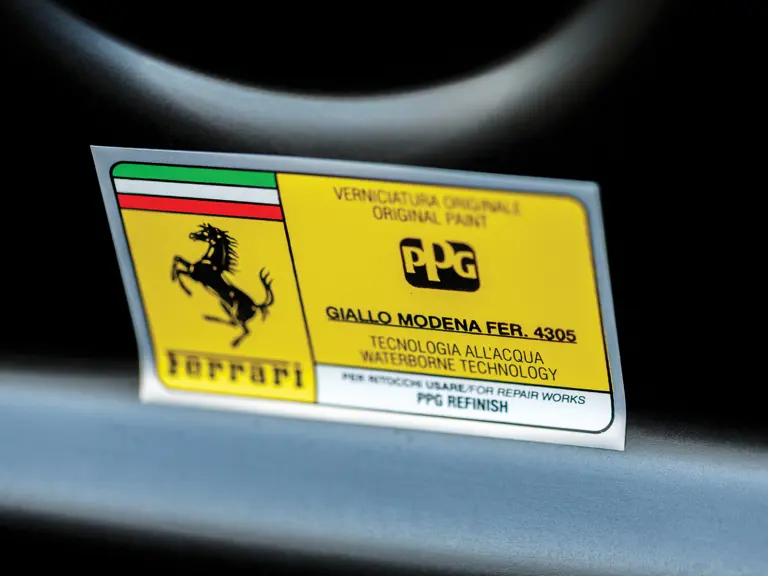 VERNICIATURA ORIGINALE
ORIGINAL PAINT
PPG
GIALLO MODENA FER. 4305
TECNOLOGIA ALL'ACQUA
WATERBORNE TECHNOLOGY
Ferrari
PER RITOCCHI USARE/FOR REPAIR WORKS
PPG REFINISH